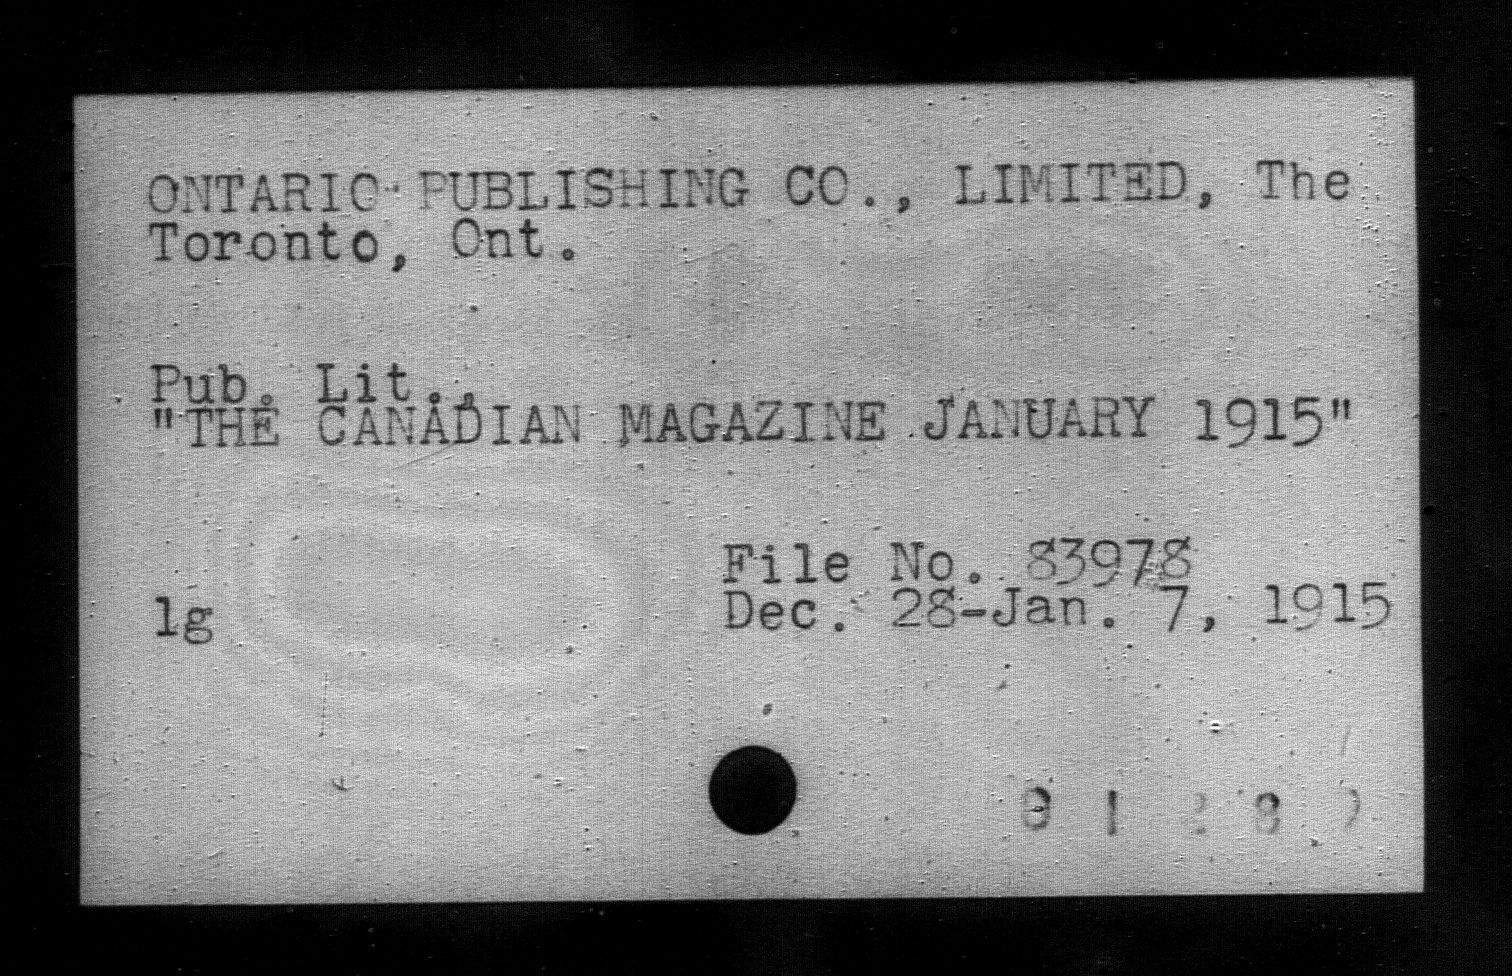 ONTARIO PUBLISHING CO., LIMITED, The
Toronto, Ont.
Pub. Lit.,
"THE CANADIAN MAGAZINE JANUARY 1915"
File No. 83978
lg
Dec. 28-Jan. 7, 1915